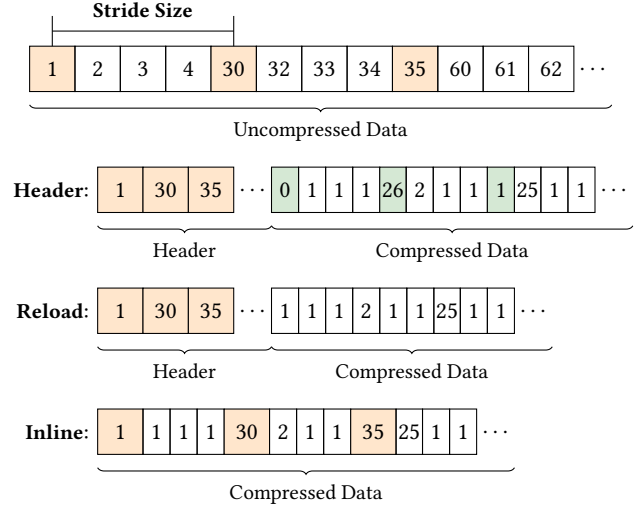 Stride Size
1 2 3 4 30 32 33 34 35 60 61 62 ···
Uncompressed Data
Header: 1 30 35 ··· 0 1 1 1 26 2 1 1 1 25 1 1 ···
Header Compressed Data
Reload: 1 30 35 ··· 1 1 1 2 1 1 25 1 1 ···
Header Compressed Data
Inline: 1 1 1 1 30 2 1 1 35 25 1 1 ···
Compressed Data